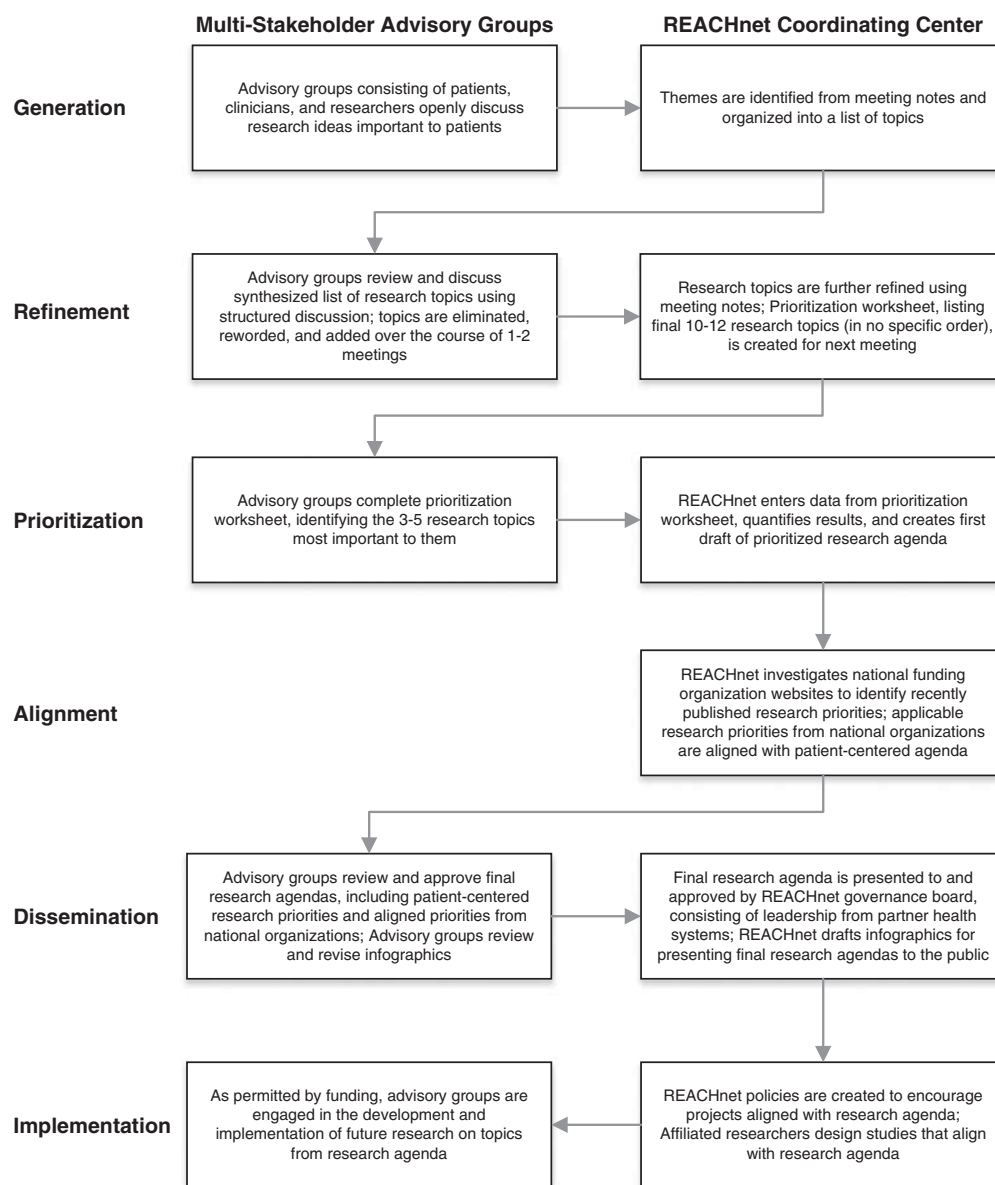 Multi-Stakeholder Advisory Groups
REACHnet Coordinating Center
Generation
Advisory groups consisting of patients,
clinicians, and researchers openly discuss
research ideas important to patients
Themes are identified from meeting notes and
organized into a list of topics
Refinement
Advisory groups review and discuss
synthesized list of research topics using
structured discussion; topics are eliminated,
reworded, and added over the course of 1-2
meetings
Research topics are further refined using
meeting notes; Prioritization worksheet, listing
final 10-12 research topics (in no specific order),
is created for next meeting
Prioritization
Advisory groups complete prioritization
worksheet, identifying the 3-5 research topics
most important to them
REACHnet enters data from prioritization
worksheet, quantifies results, and creates first
draft of prioritized research agenda
Alignment
REACHnet investigates national funding
organization websites to identify recently
published research priorities; applicable
research priorities from national organizations
are aligned with patient-centered agenda
Dissemination
Advisory groups review and approve final
research agendas, including patient-centered
research priorities and aligned priorities from
national organizations; Advisory groups review
and revise infographics
Final research agenda is presented to and
approved by REACHnet governance board,
consisting of leadership from partner health
systems; REACHnet drafts infographics for
presenting final research agendas to the public
Implementation
As permitted by funding, advisory groups are
engaged in the development and
implementation of future research on topics
from research agenda
REACHnet policies are created to encourage
projects aligned with research agenda;
Affiliated researchers design studies that align
with research agenda